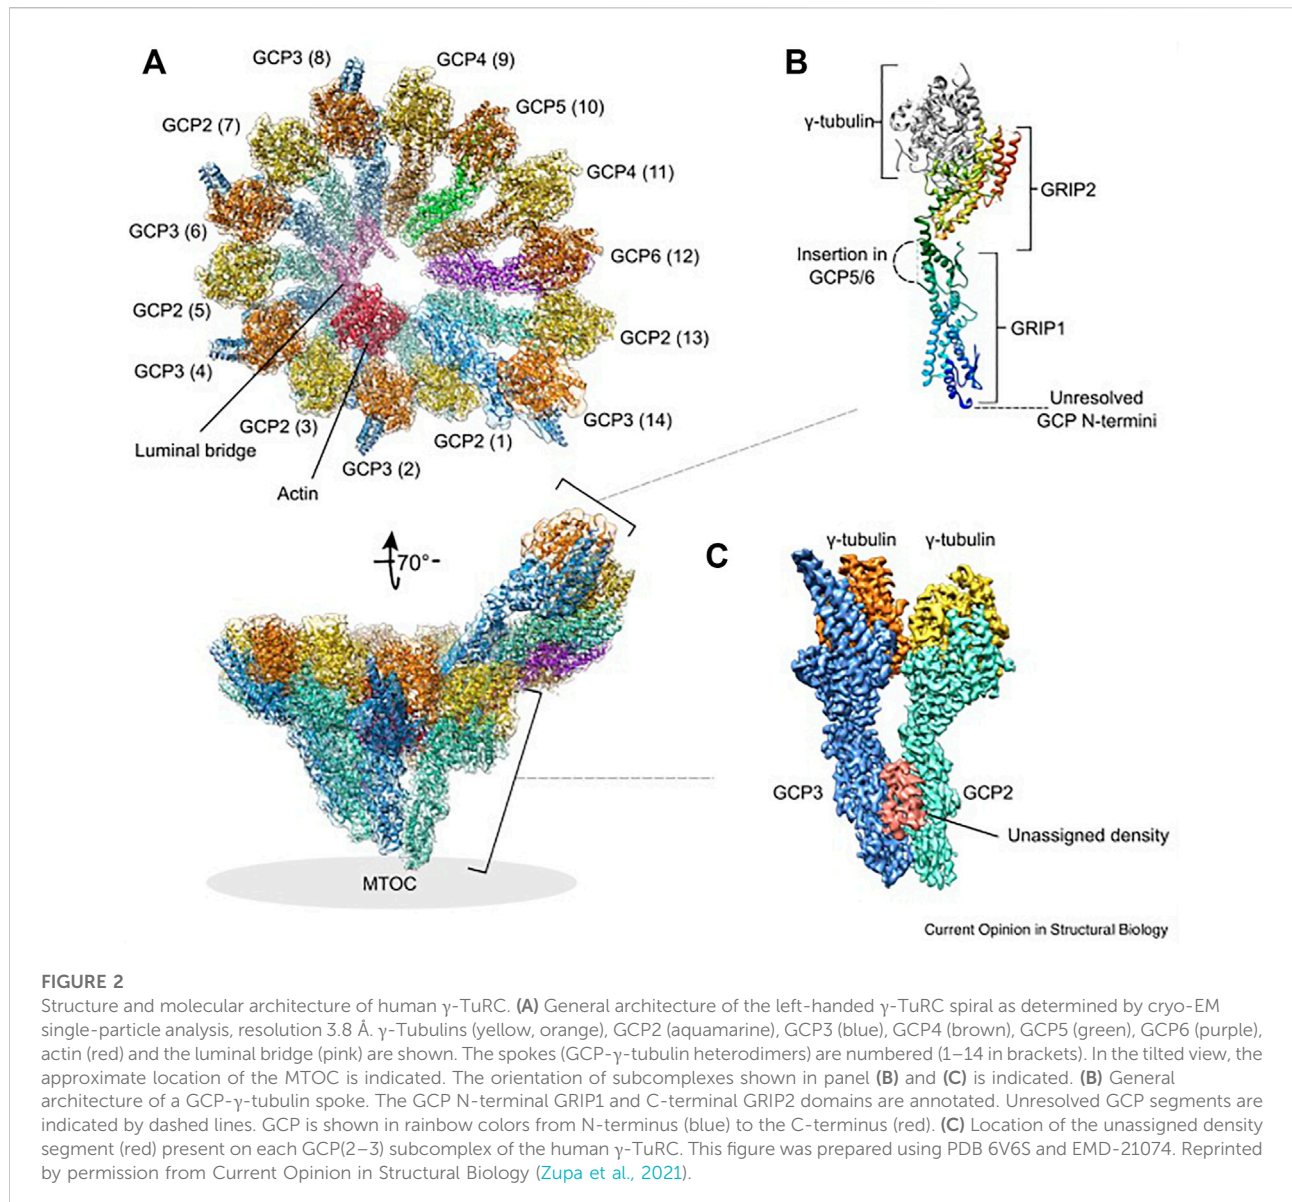 A
GCP3 (8)
GCP4 (9)
GCP5 (10)
GCP2 (7)
GCP4 (11)
GCP3 (6)
GCP6 (12)
GCP2 (5)
GCP2 (13)
GCP3 (4)
GCP3 (14)
GCP2 (3)
GCP2 (1)
Luminal bridge
GCP3 (2)
Actin
70°
MTOC
B
γ-tubulin
GRIP2
Insertion in
GCP5/6
GRIP1
Unresolved
GCP N-termini
C
γ-tubulin
γ-tubulin
GCP3
GCP2
Unassigned density
Current Opinion in Structural Biology
FIGURE 2
Structure and molecular architecture of human γ-TuRC. (A) General architecture of the left-handed γ-TuRC spiral as determined by cryo-EM
single-particle analysis, resolution 3.8 Å. γ-Tubulins (yellow, orange), GCP2 (aquamarine), GCP3 (blue), GCP4 (brown), GCP5 (green), GCP6 (purple),
actin (red) and the luminal bridge (pink) are shown. The spokes (GCP-γ-tubulin heterodimers) are numbered (1–14 in brackets). In the tilted view, the
approximate location of the MTOC is indicated. The orientation of subcomplexes shown in panel (B) and (C) is indicated. (B) General
architecture of a GCP-γ-tubulin spoke. The GCP N-terminal GRIP1 and C-terminal GRIP2 domains are annotated. Unresolved GCP segments are
indicated by dashed lines. GCP is shown in rainbow colors from N-terminus (blue) to the C-terminus (red). (C) Location of the unassigned density
segment (red) present on each GCP(2–3) subcomplex of the human γ-TuRC. This figure was prepared using PDB 6V6S and EMD-21074. Reprinted
by permission from Current Opinion in Structural Biology (Zupa et al., 2021).